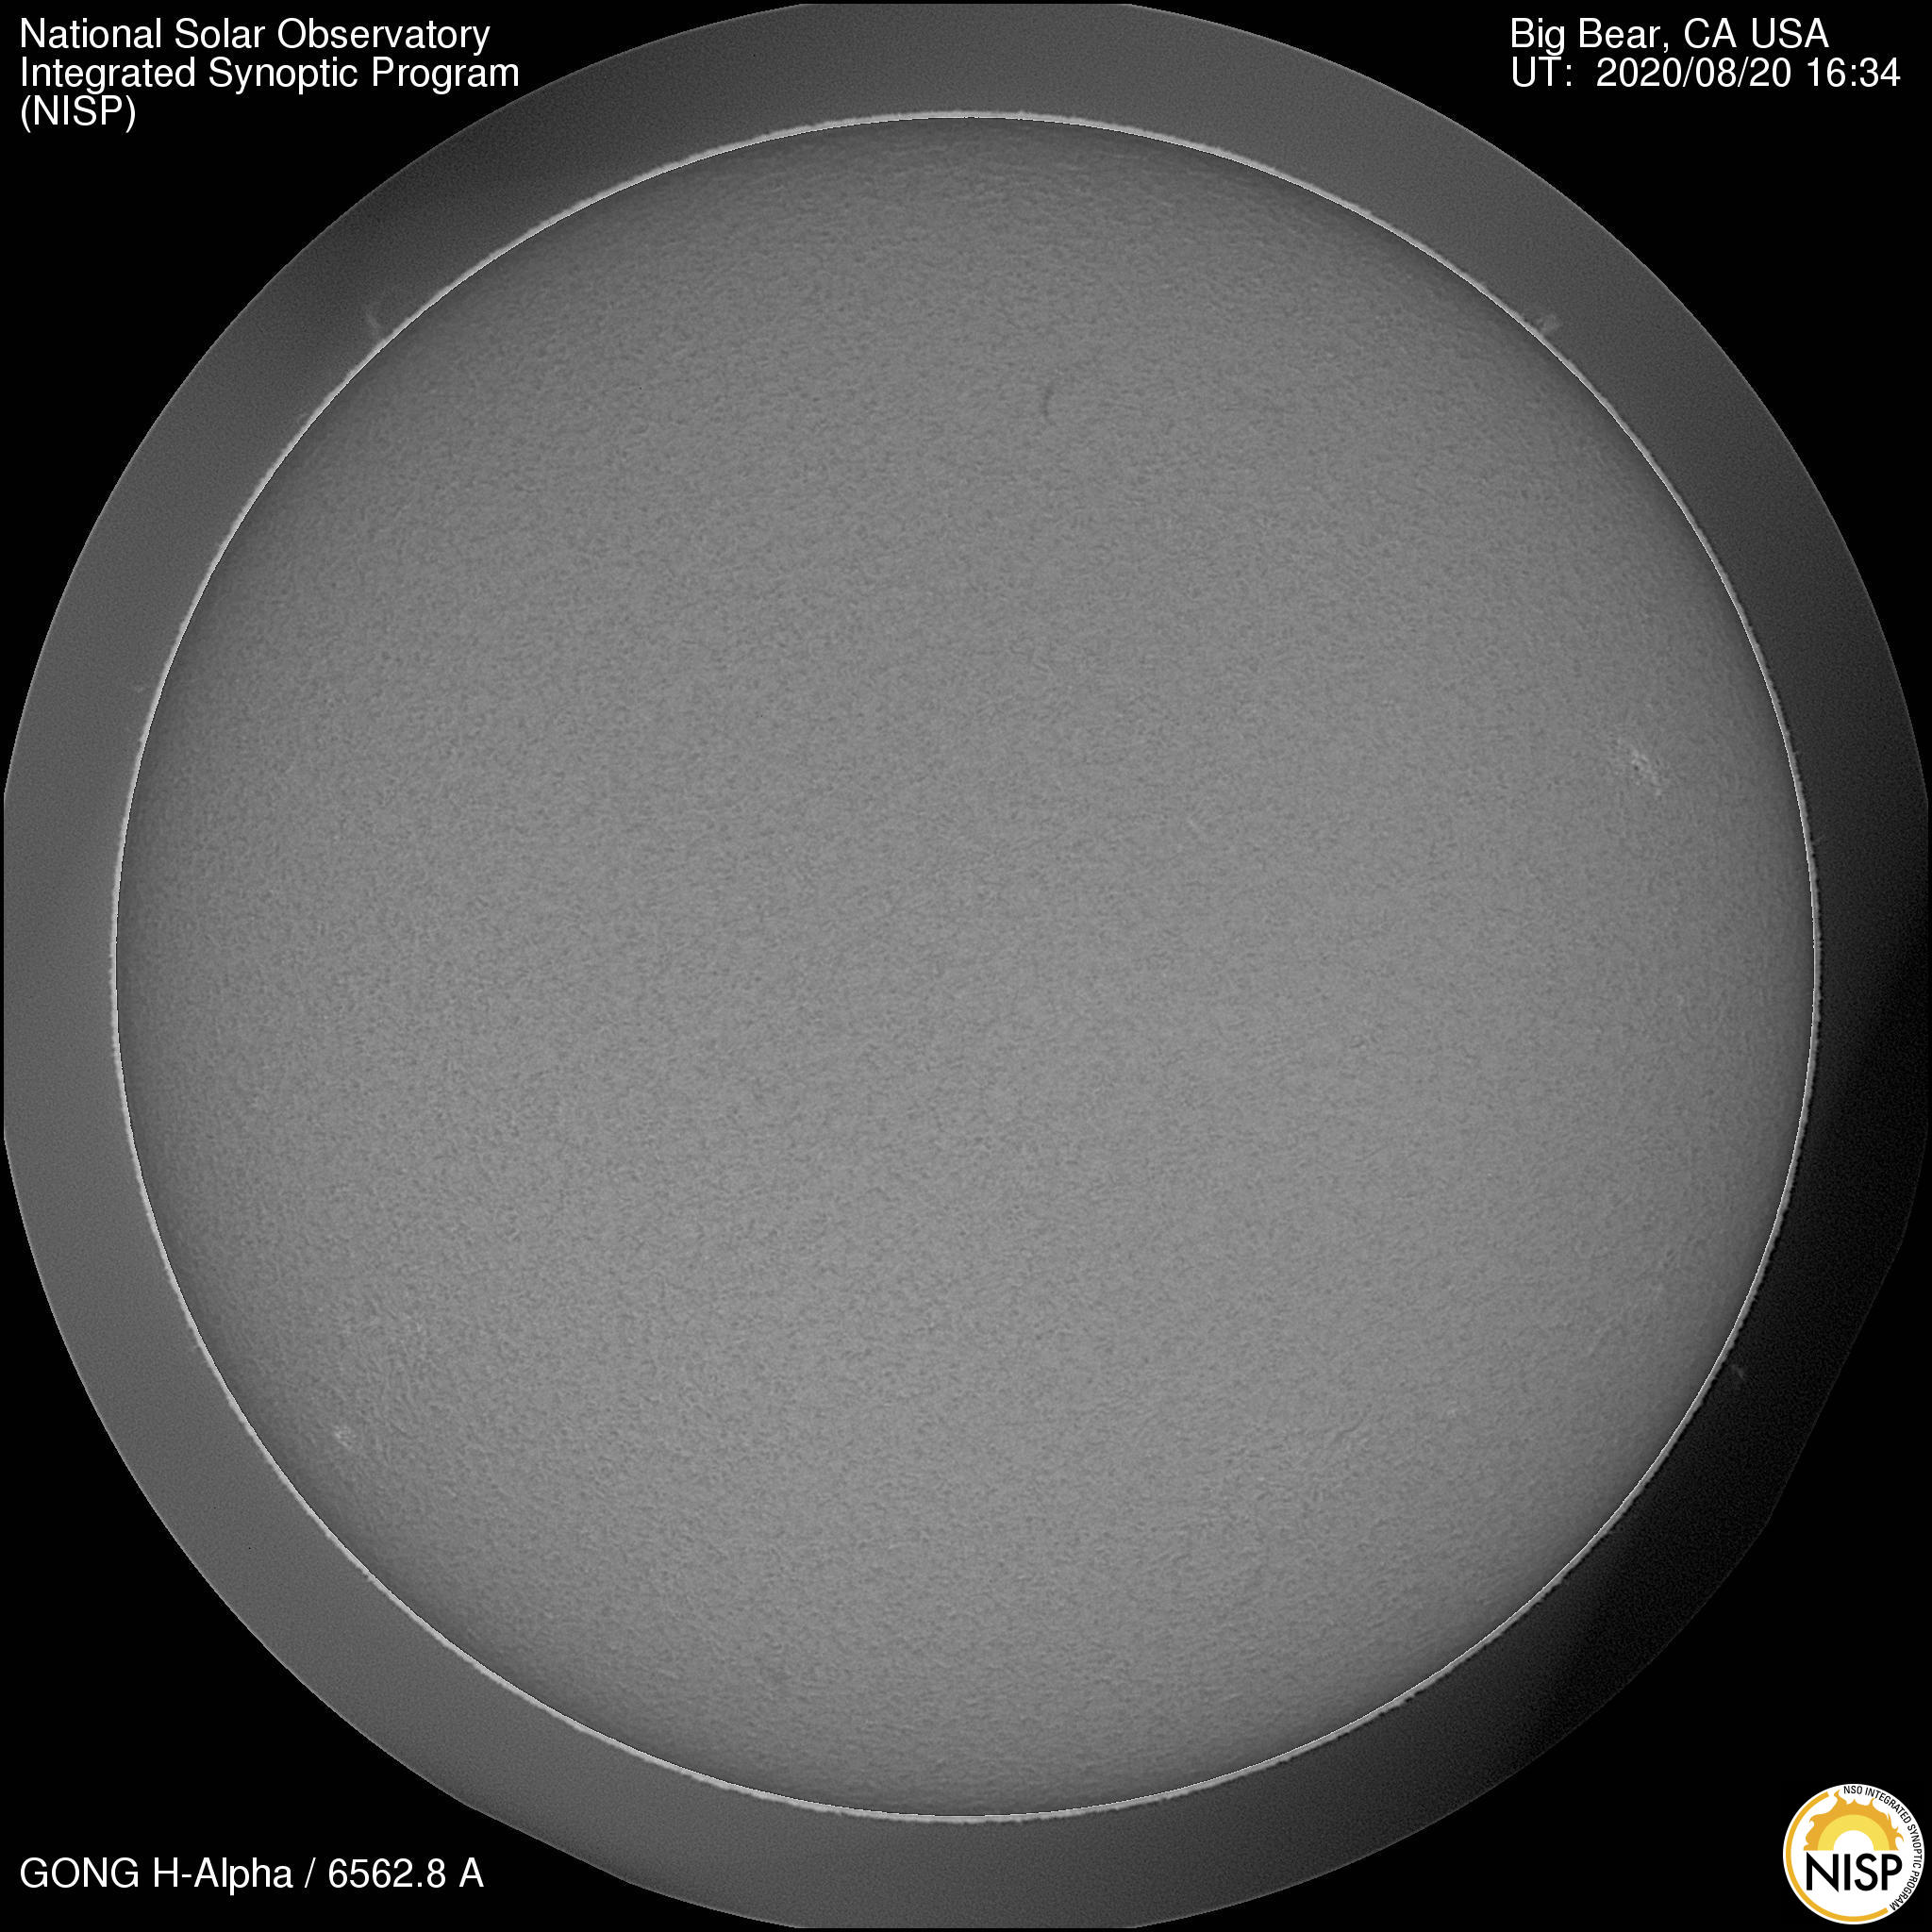 National Solar Observatory
Integrated Synoptic Program
(NISP)
Big Bear, CA USA
UT: 2020/08/20 16:34
GONG H-Alpha / 6562.8 A
NSO INTEGRATED SYNOPTIC PROGRAM
NISP